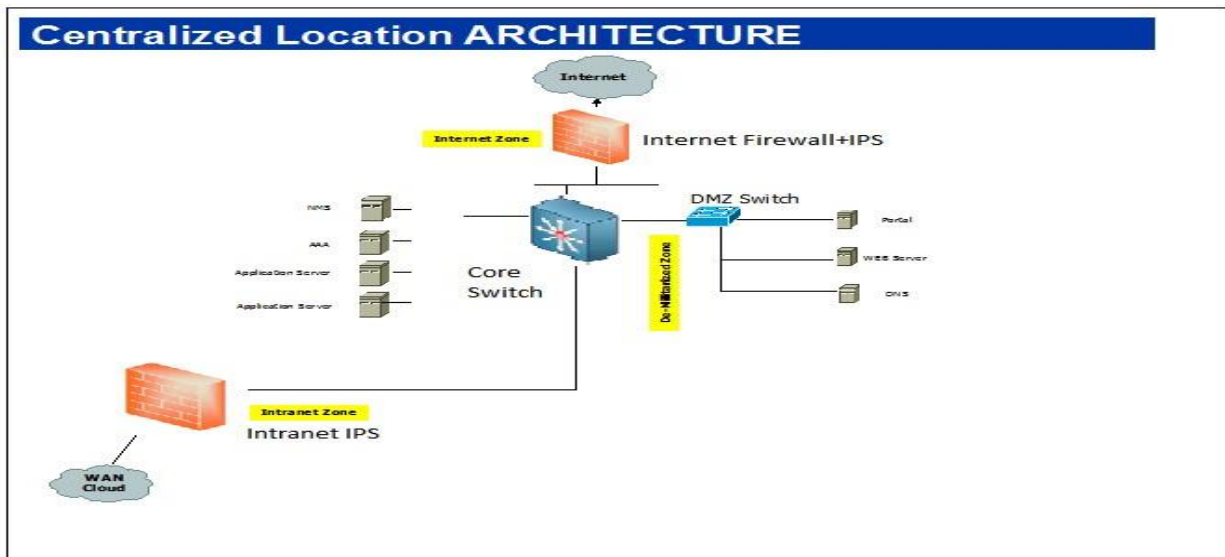 Centralized Location ARCHITECTURE
Internet
Internet Zone
Internet Firewall+IPS
DMZ Switch
NMS
AAA
Application Server
Application Server
Core
Switch
De-Militarized Zone
Portal
WEB Server
DNS
Intranet Zone
Intranet IPS
WAN
Cloud